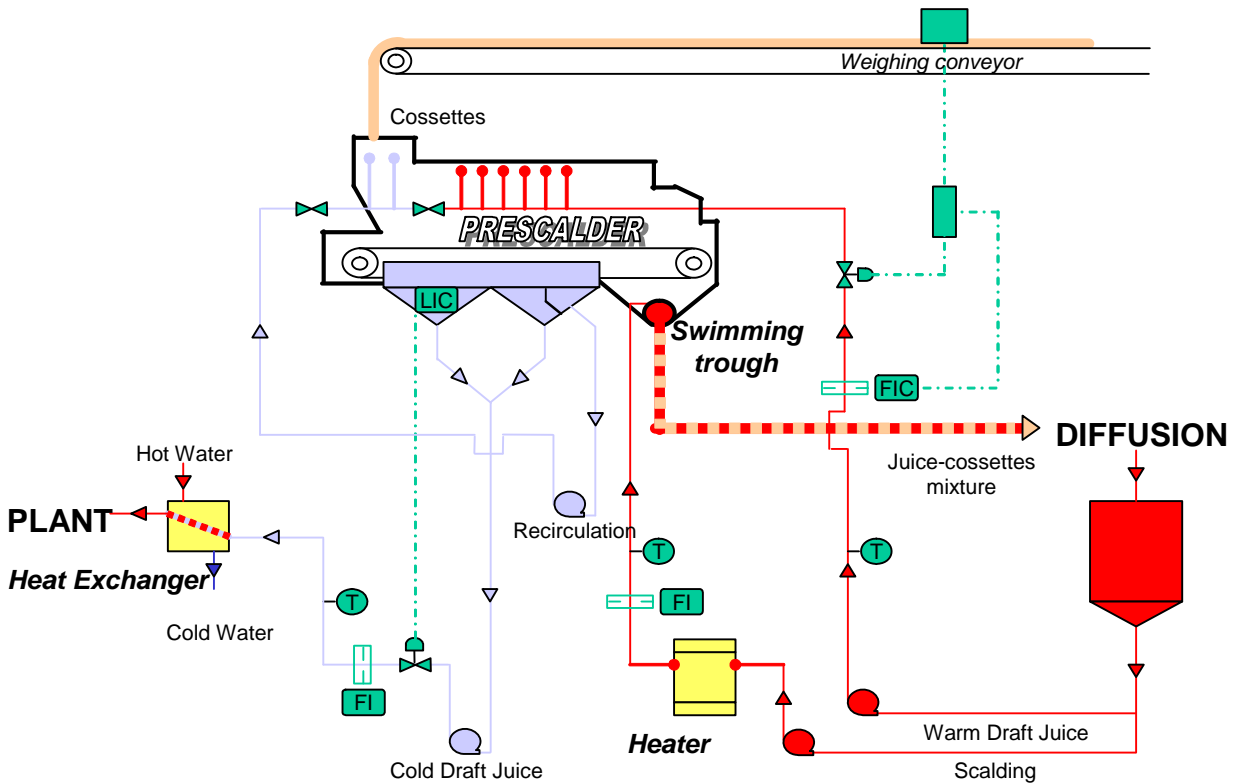 Weighing conveyor
Cossettes
PRESCALDER
LIC
Swimming
trough
FIC
DIFFUSION
Juice-cossettes
mixture
Hot Water
PLANT
Recirculation
Heat Exchanger
T
T
T
FI
Cold Water
FI
Warm Draft Juice
Heater
Cold Draft Juice
Scalding